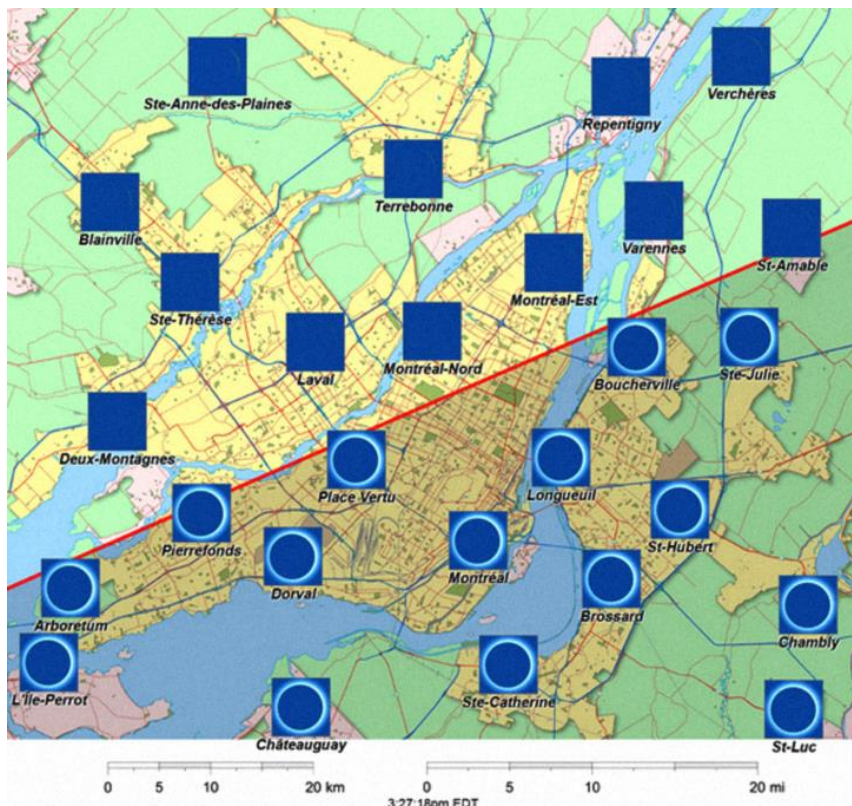 Ste-Anne-des-Plaines
Verchères
Repentigny
Terrebonne
Blainville
Varennes
St-Amable
Montréal-Est
Ste-Thérèse
Laval
Montréal-Nord
Boucherville
Ste-Julie
Deux-Montagnes
Place Vertu
Longueuil
Pierrefonds
St-Hubert
Dorval
Montréal
Brossard
Arboretum
Chambly
L'Île-Perrot
Ste-Catherine
Châteauguay
St-Luc
0 5 10 20 km
0 5 10 20 mi
3:27:18pm EDT